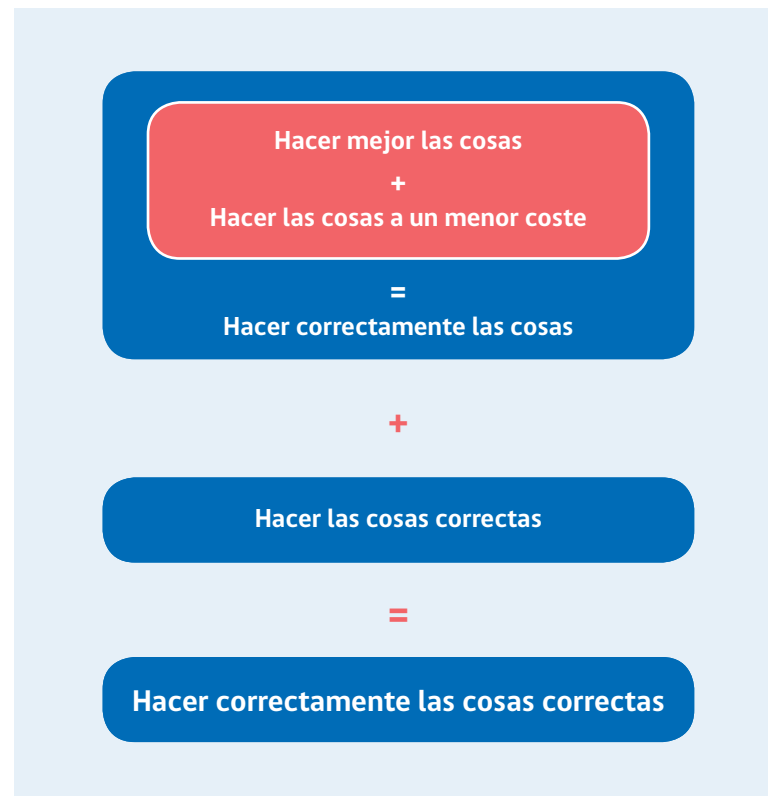 Hacer mejor las cosas
+
Hacer las cosas a un menor coste
=
Hacer correctamente las cosas
+
Hacer las cosas correctas
=
Hacer correctamente las cosas correctas